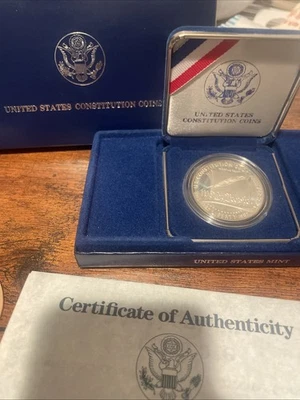 UNITED STATES CONSTITUTION COINS
UNITED STATES
CONSTITUTION COINS
UNITED STATES MINT
Certificate of Authenticity